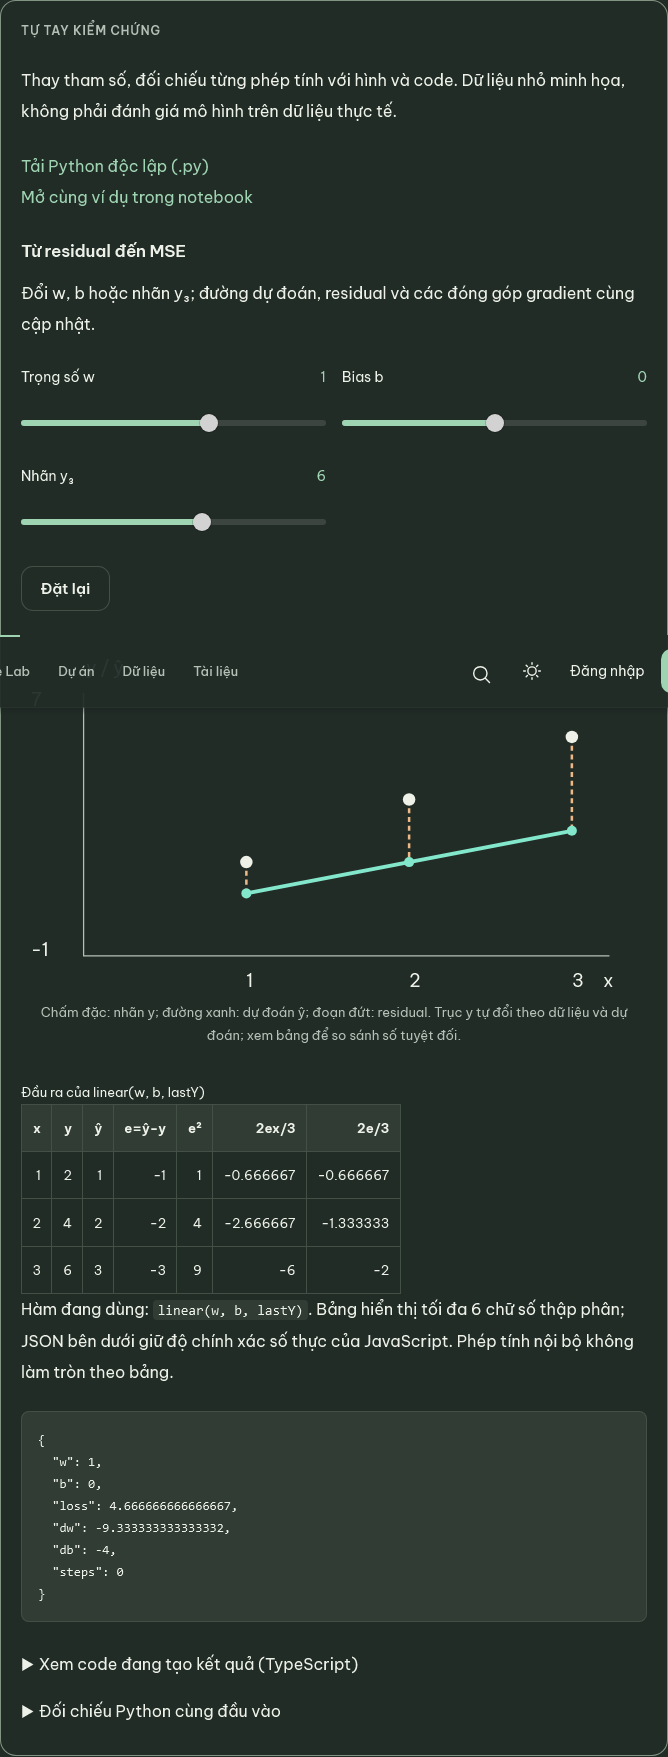 TỰ TAY KIỂM CHỨNG
Thay tham số, đối chiếu từng phép tính với hình và code. Dữ liệu nhỏ minh họa,
không phải đánh giá mô hình trên dữ liệu thực tế.
Tải Python độc lập (.py)
Mở cùng ví dụ trong notebook
Từ residual đến MSE
Đổi w, b hoặc nhãn y₃; đường dự đoán, residual và các đóng góp gradient cùng
cập nhật.
Trọng số w 1 Bias b 0
Nhãn y₃ 6
Đặt lại
e Lab Dự án Dữ liệu Tài liệu Đăng nhập
7
-1
1 2 3 x
Chấm đặc: nhãn y; đường xanh: dự đoán ŷ; đoạn đứt: residual. Trục y tự đổi theo dữ liệu và dự
đoán; xem bảng để so sánh số tuyệt đối.
Đầu ra của linear(w, b, lastY)
x y ŷ e=ŷ-y e² 2ex/3 2e/3
1 2 1 -1 1 -0.666667 -0.666667
2 4 2 -2 4 -2.666667 -1.333333
3 6 3 -3 9 -6 -2
Hàm đang dùng: linear(w, b, lastY). Bảng hiển thị tối đa 6 chữ số thập phân;
JSON bên dưới giữ độ chính xác số thực của JavaScript. Phép tính nội bộ không
làm tròn theo bảng.
{
"w": 1,
"b": 0,
"loss": 4.666666666666667,
"dw": -9.333333333333332,
"db": -4,
"steps": 0
}
▶ Xem code đang tạo kết quả (TypeScript)
▶ Đối chiếu Python cùng đầu vào